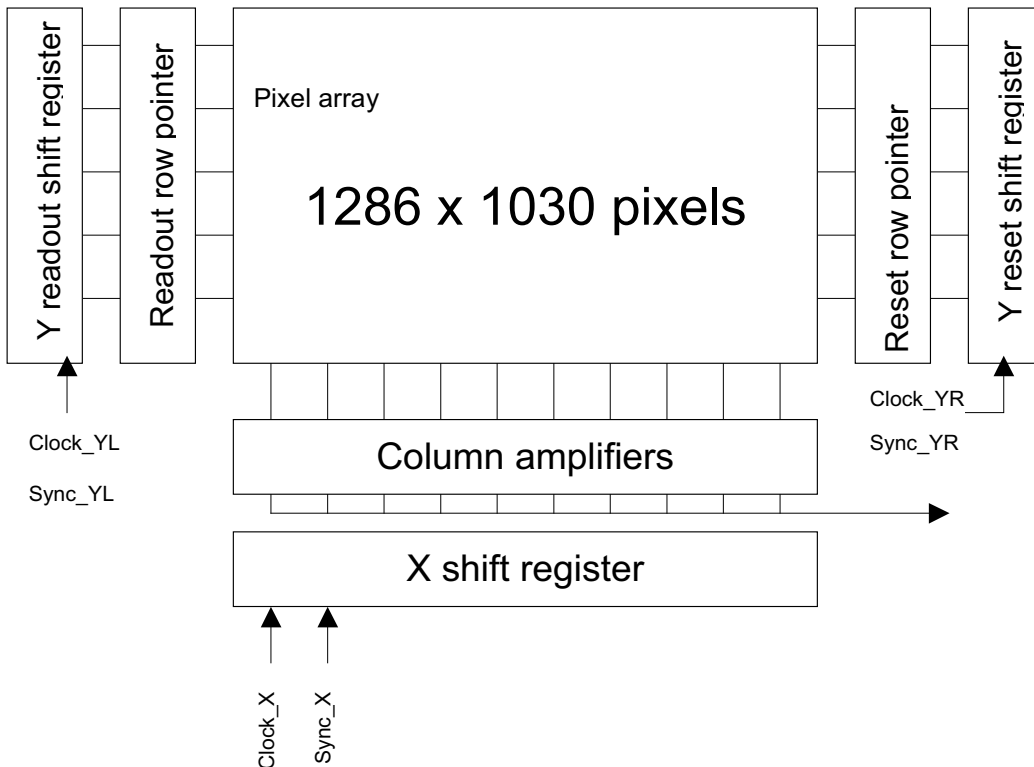 Y readout shift register
Readout row pointer
Pixel array
1286 x 1030 pixels
Reset row pointer
Y reset shift register
Clock_YL
Sync_YL
Clock_YR
Sync_YR
Column amplifiers
X shift register
Clock_X
Sync_X